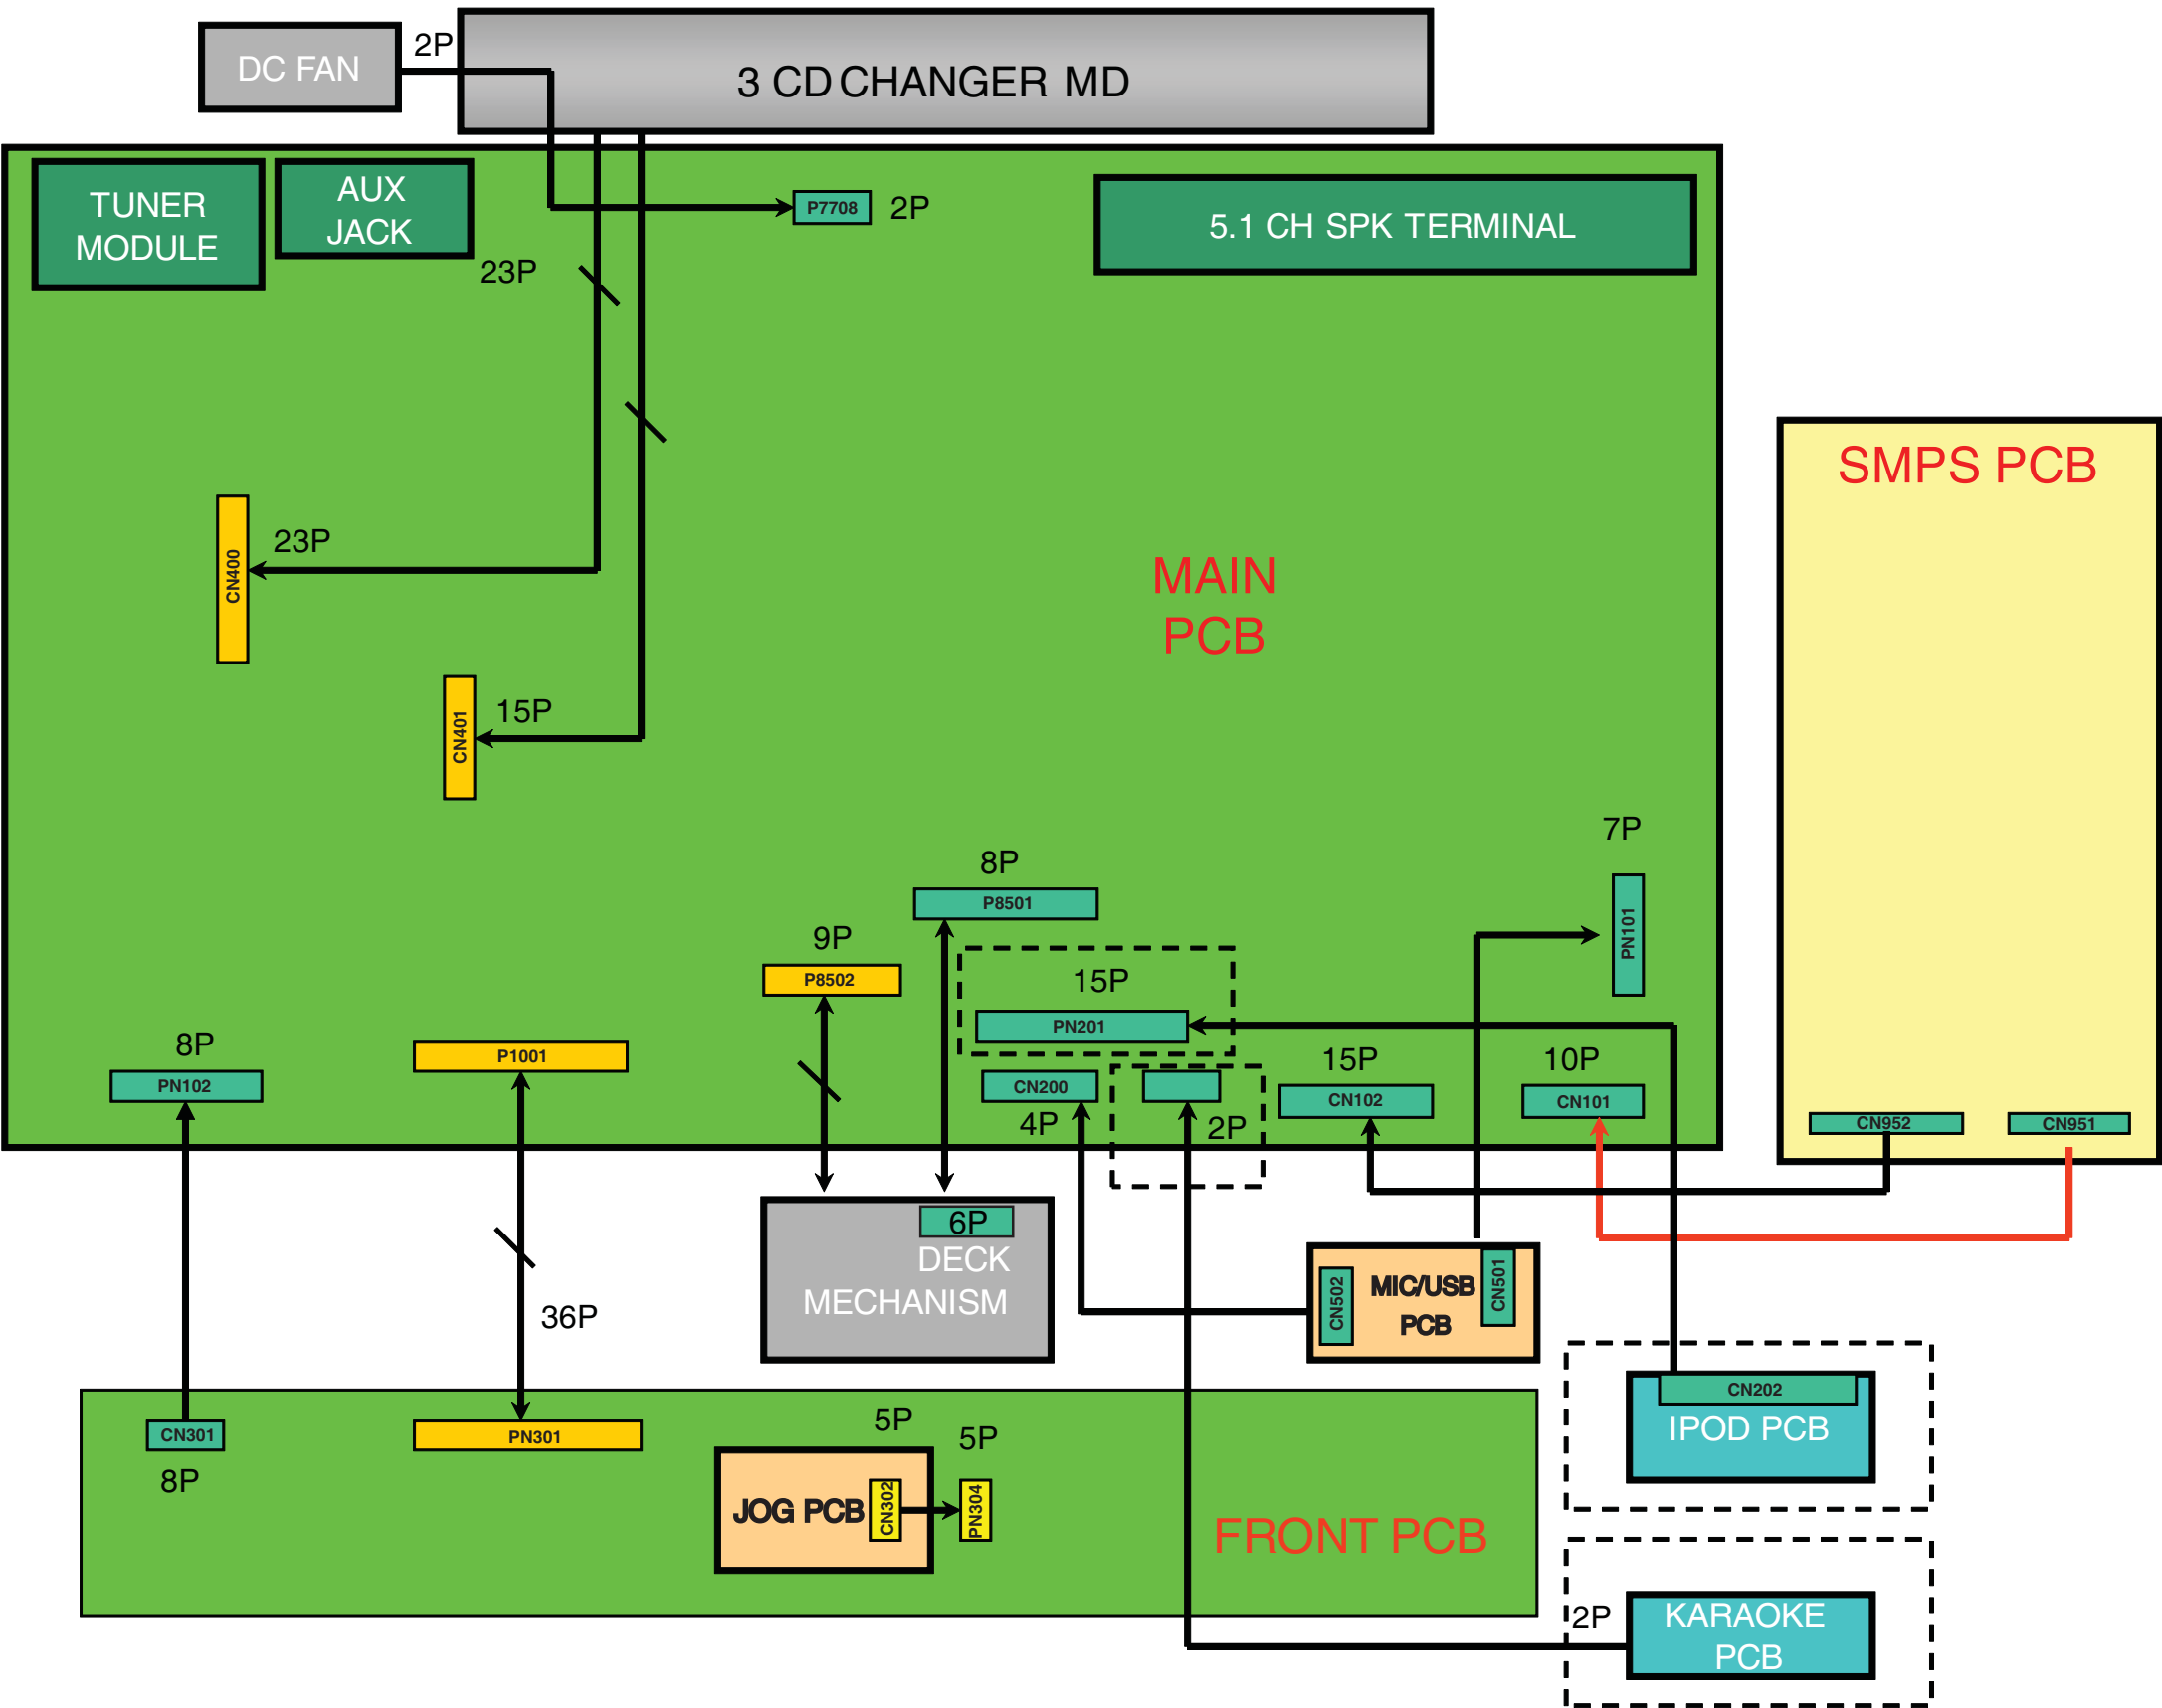 DC FAN
2P
3 CD CHANGER MD
TUNER
MODULE
AUX
JACK
P7708
2P
5.1 CH SPK TERMINAL
23P
SMPS PCB
CN400
23P
MAIN
PCB
CN401
15P
7P
8P
P8501
PN101
9P
P8502
15P
PN201
8P
PN102
P1001
CN200
4P
2P
15P
CN102
10P
CN101
CN952
CN951
6P
DECK
MECHANISM
36P
CN502
MIC/USB
PCB
CN501
CN202
IPOD PCB
CN301
8P
PN301
5P
5P
JOG PCB
CN302
PN304
FRONT PCB
2P
KARAOKE
PCB